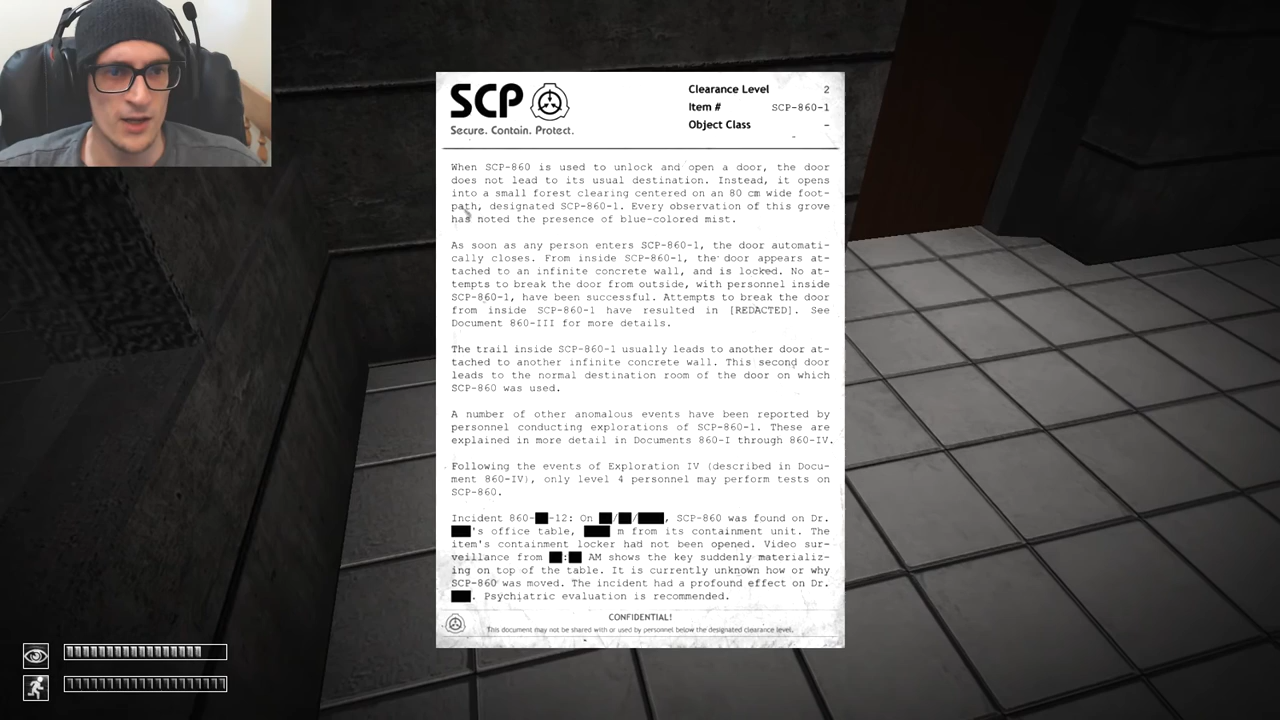 SCP
Secure. Contain. Protect.
Clearance Level 2
Item # SCP-860-1
Object Class –
When SCP-860 is used to unlock and open a door, the door
does not lead to its usual destination. Instead, it opens
into a small forest clearing centered on an 80 cm wide foot-
path, designated SCP-860-1. Every observation of this grove
has noted the presence of blue-colored mist.
As soon as any person enters SCP-860-1, the door automati-
cally closes. From inside SCP-860-1, the door appears at-
tached to an infinite concrete wall, and is locked. No at-
tempts to break the door from outside, with personnel inside
SCP-860-1, have been successful. Attempts to break the door
from inside SCP-860-1 have resulted in [REDACTED]. See
Document 860-III for more details.
The trail inside SCP-860-1 usually leads to another door at-
tached to another infinite concrete wall. This second door
leads to the normal destination room of the door on which
SCP-860 was used.
A number of other anomalous events have been reported by
personnel conducting explorations of SCP-860-1. These are
explained in more detail in Documents 860-I through 860-IV.
Following the events of Exploration IV (described in Docu-
ment 860-IV), only level 4 personnel may perform tests on
SCP-860.
Incident 860-██-12: On ██/██/████, SCP-860 was found on Dr.
███'s office table, ████ m from its containment unit. The
item's containment locker had not been opened. Video sur-
veillance from ██:██ AM shows the key suddenly materializ-
ing on top of the table. It is currently unknown how or why
SCP-860 was moved. The incident had a profound effect on Dr.
███. Psychiatric evaluation is recommended.
CONFIDENTIAL!
This document may not be shared with or used by personnel below the designated clearance level.